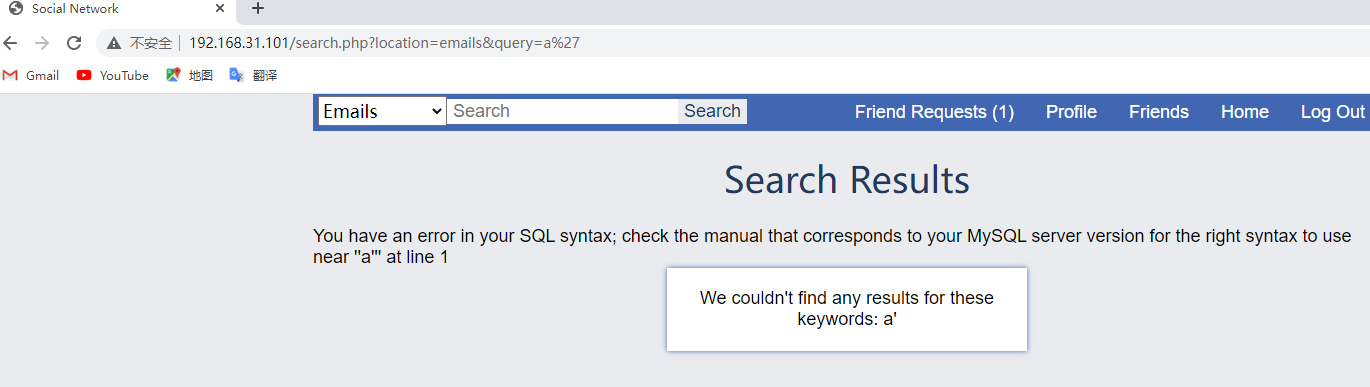 Social Network
不安全 192.168.31.101/search.php?location=emails&query=a%27
Gmail YouTube 地图 翻译
Emails Search Search Friend Requests (1) Profile Friends Home Log Out
Search Results
You have an error in your SQL syntax; check the manual that corresponds to your MySQL server version for the right syntax to use
near "a'" at line 1
We couldn't find any results for these
keywords: a'